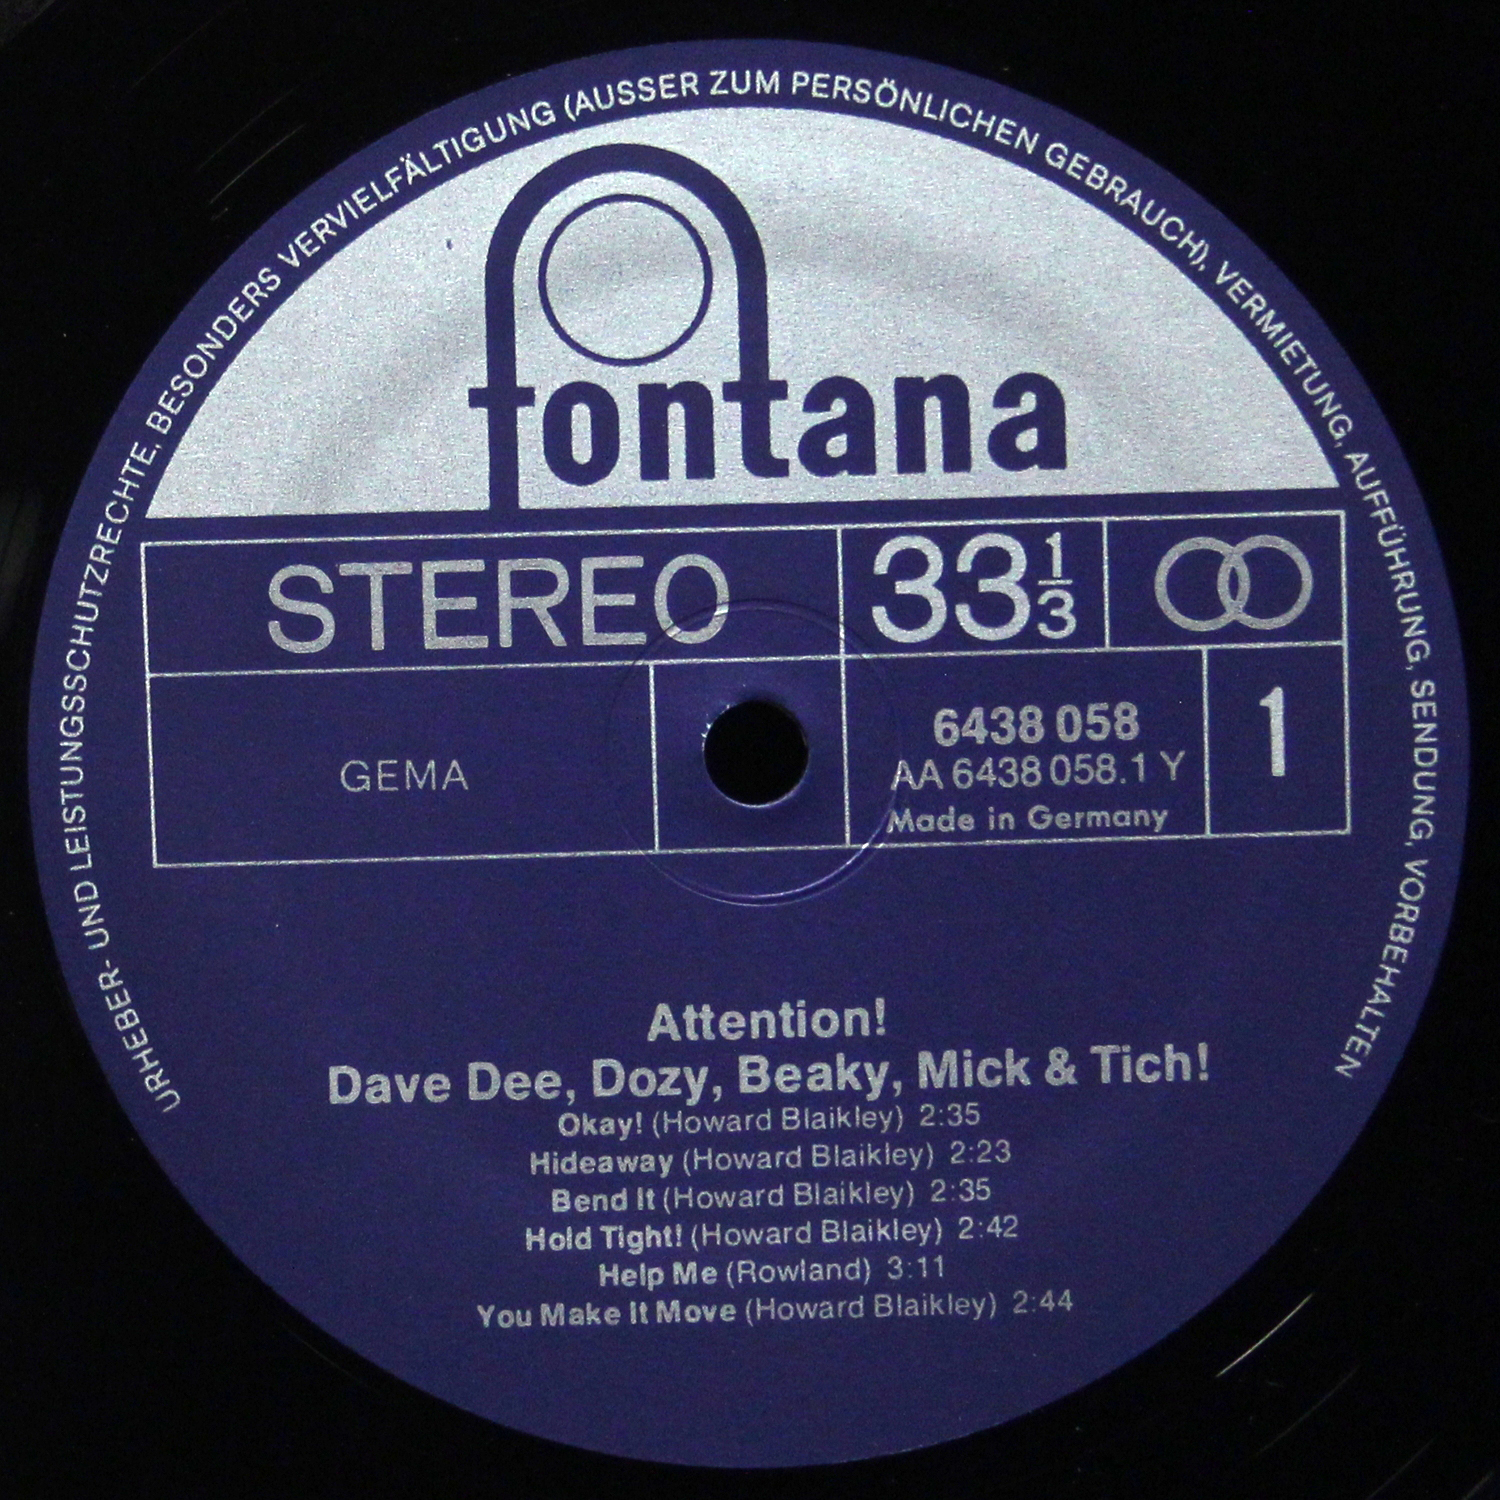 URHEBER- UND LEISTUNGSSCHUTZRECHTE, BESONDERS VERVIELFÄLTIGUNG (AUSSER ZUM PERSÖNLICHEN GEBRAUCH), VERMIETUNG, AUFFÜHRUNG, SENDUNG, VORBEHALTEN
fontana
STEREO 33 1/3
GEMA
6438 058
AA 6438 058.1 Y
Made in Germany
1
Attention!
Dave Dee, Dozy, Beaky, Mick & Tich!
Okay! (Howard Blaikley) 2:35
Hideaway (Howard Blaikley) 2:23
Bend It (Howard Blaikley) 2:35
Hold Tight! (Howard Blaikley) 2:42
Help Me (Rowland) 3:11
You Make It Move (Howard Blaikley) 2:44